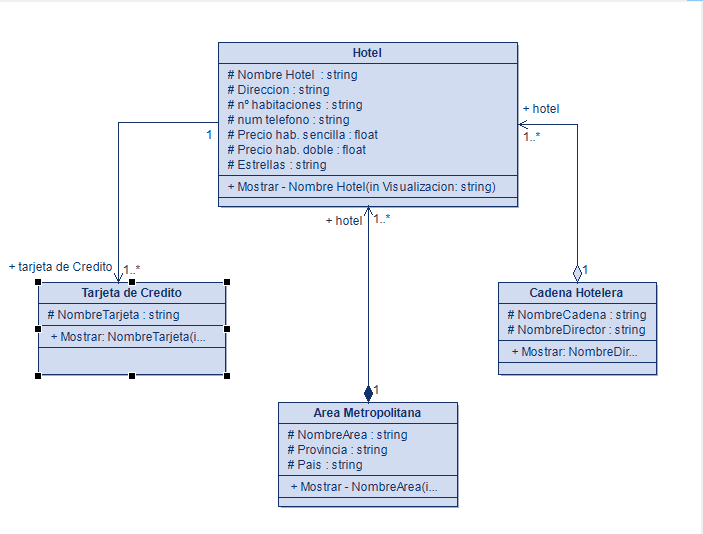 Hotel
# Nombre Hotel : string
# Direccion : string
# nº habitaciones : string
# num telefono : string
# Precio hab. sencilla : float
# Precio hab. doble : float
# Estrellas : string
+ Mostrar - Nombre Hotel(in Visualizacion: string)
+ hotel
1..*
1
+ hotel
1..*
+ tarjeta de Credito
1..*
1
Tarjeta de Credito
# NombreTarjeta : string
+ Mostrar: NombreTarjeta(i...
Cadena Hotelera
# NombreCadena : string
# NombreDirector : string
+ Mostrar: NombreDir...
1
Area Metropolitana
# NombreArea : string
# Provincia : string
# Pais : string
+ Mostrar - NombreArea(i...